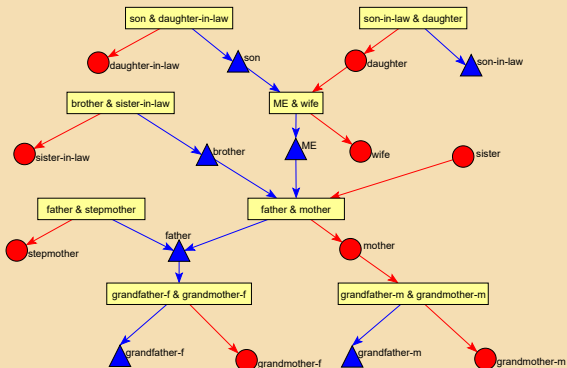 son & daughter-in-law
son-in-law & daughter
daughter-in-law
son
daughter
son-in-law
brother & sister-in-law
ME & wife
sister-in-law
brother
ME
wife
sister
father & stepmother
father & mother
stepmother
father
mother
grandfather-f & grandmother-f
grandfather-m & grandmother-m
grandfather-f
grandmother-f
grandfather-m
grandmother-m